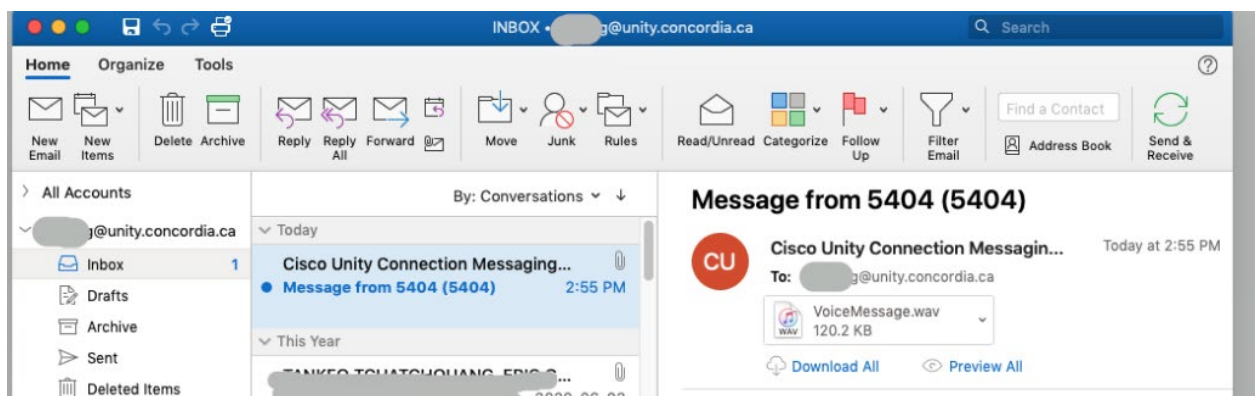 INBOX • g@unity.concordia.ca
Search
Home Organize Tools
New Email
New Items
Delete
Archive
Reply
Reply All
Forward
Move
Junk
Rules
Read/Unread
Categorize
Follow Up
Filter Email
Find a Contact
Address Book
Send & Receive
All Accounts
g@unity.concordia.ca
Inbox 1
Drafts
Archive
Sent
Deleted Items
By: Conversations
Today
Cisco Unity Connection Messaging...
Message from 5404 (5404) 2:55 PM
This Year
Message from 5404 (5404)
CU
Cisco Unity Connection Messagin... Today at 2:55 PM
To: g@unity.concordia.ca
WAV
VoiceMessage.wav
120.2 KB
Download All Preview All